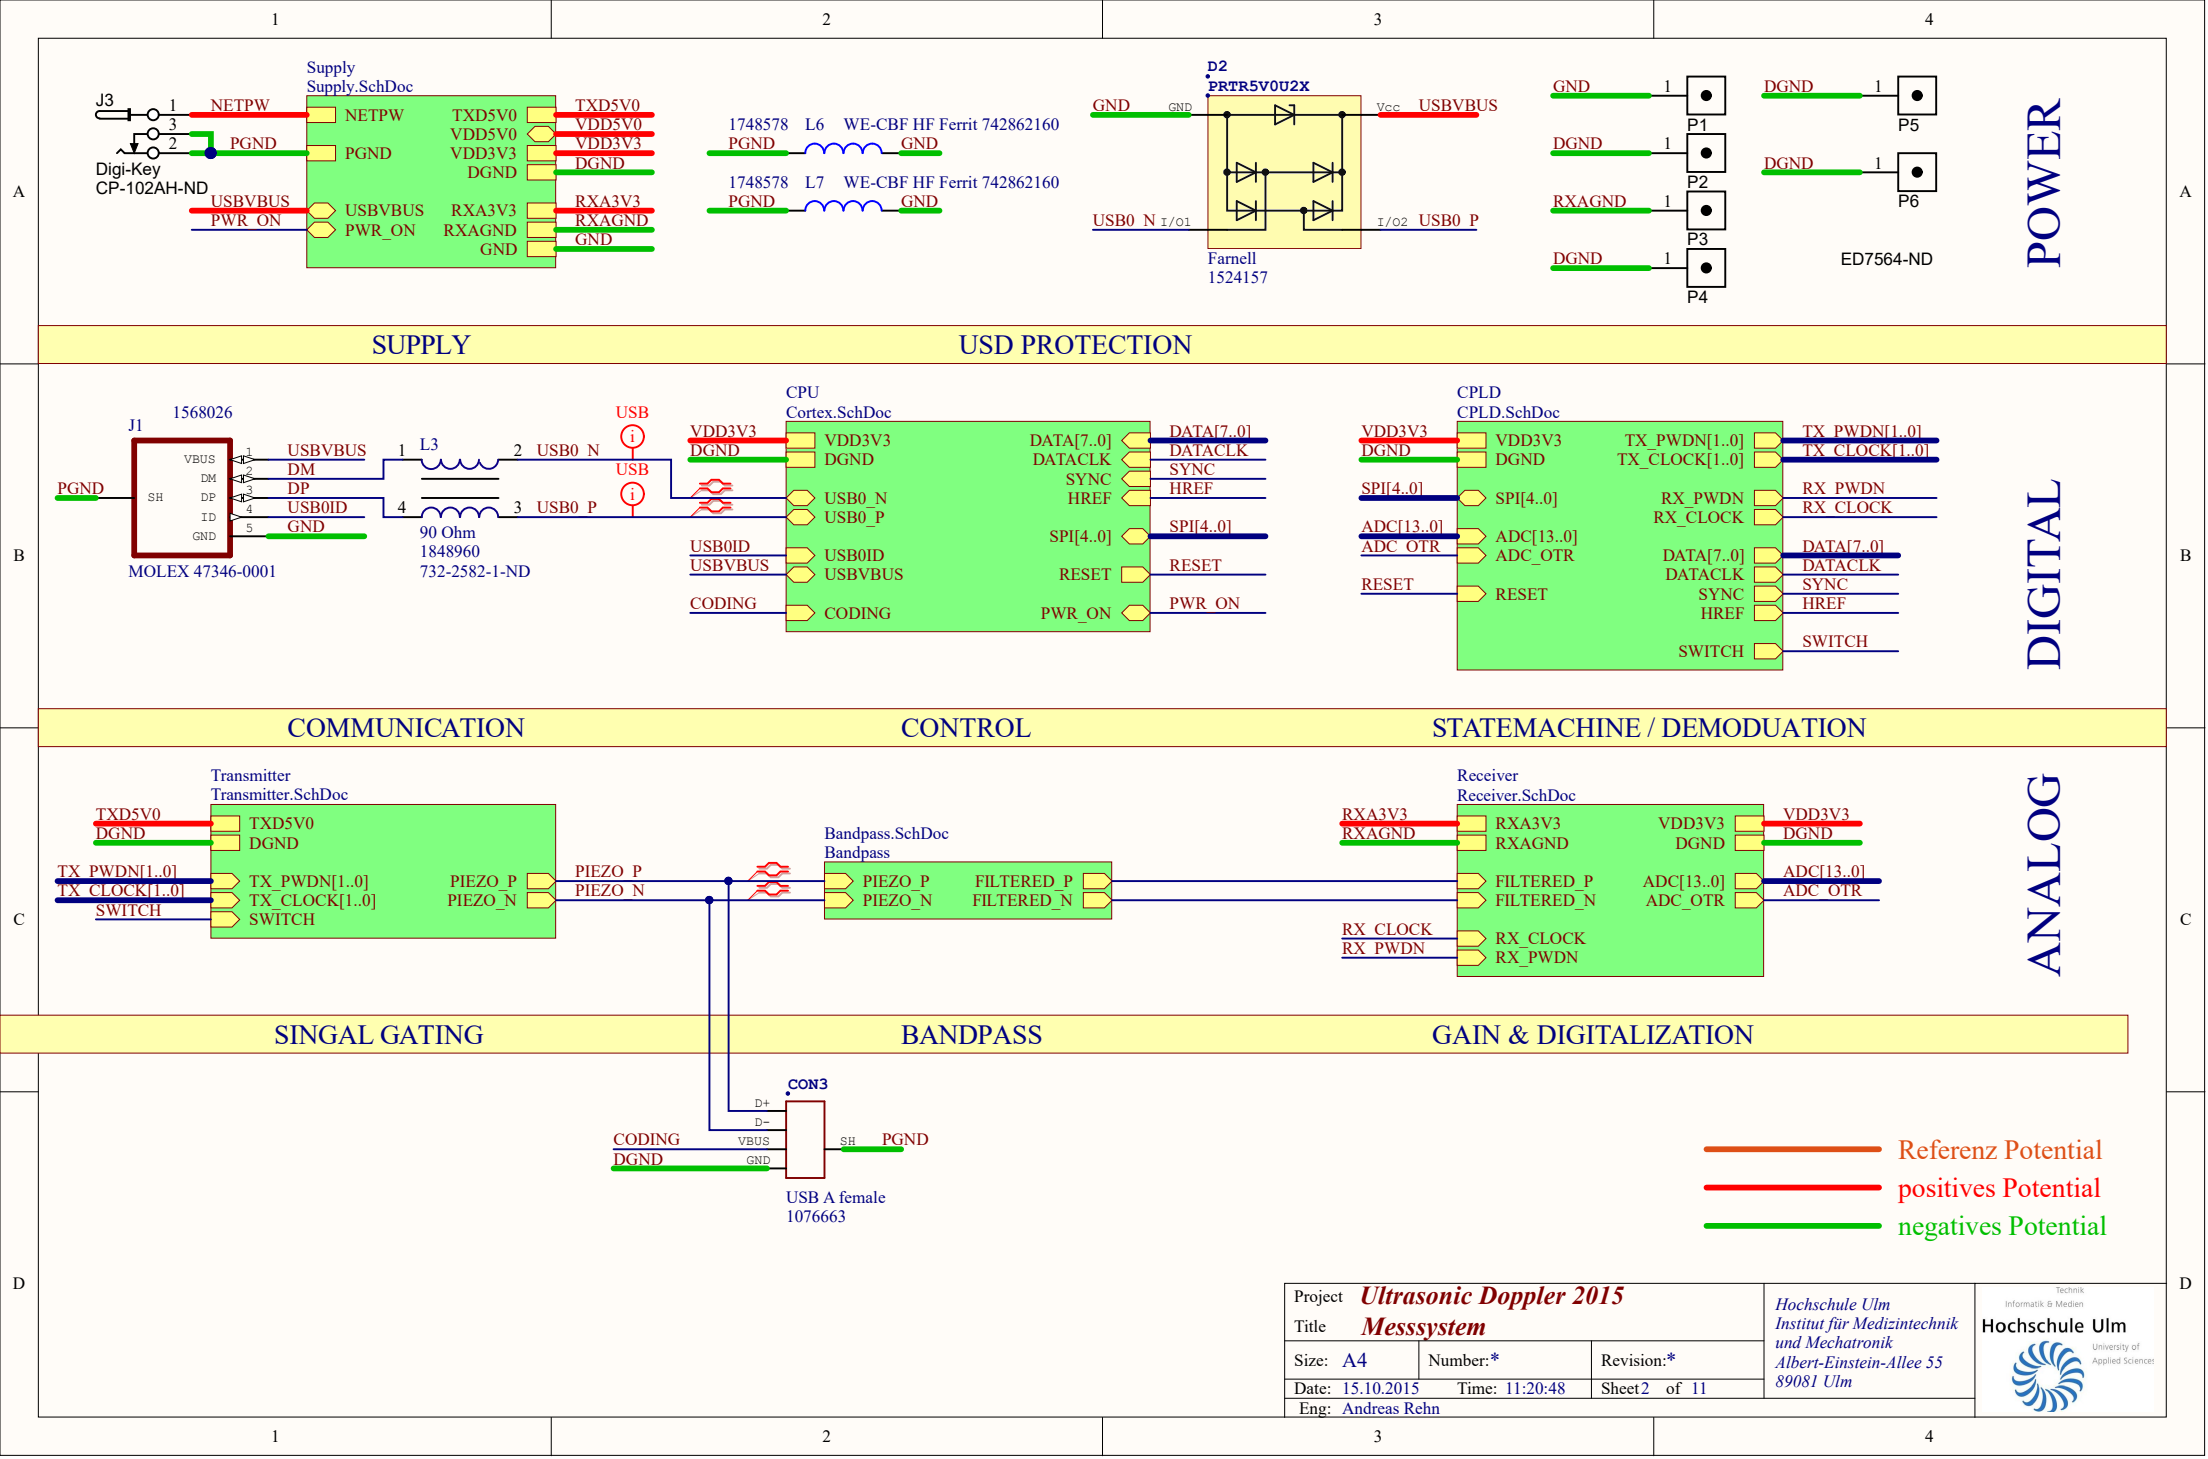 1 2 3 4
A
Supply
Supply.SchDoc
J3
1
3
2
NETPW
PGND
Digi-Key
CP-102AH-ND
USBVBUS
PWR_ON
NETPW
PGND
USBVBUS
PWR_ON
TXD5V0
VDD5V0
VDD3V3
DGND
RXA3V3
RXAGND
GND
TXD5V0
VDD5V0
VDD3V3
DGND
RXA3V3
RXAGND
GND
1748578 L6 WE-CBF HF Ferrit 742862160
PGND GND
1748578 L7 WE-CBF HF Ferrit 742862160
PGND GND
D2
PRTR5V0U2X
GND GND Vcc USBVBUS
USB0_N I/O1 I/O2 USB0_P
Farnell
1524157
GND 1
P1
DGND 1
P2
RXAGND 1
P3
DGND 1
P4
DGND 1
P5
DGND 1
P6
ED7564-ND
POWER
A
SUPPLY USD PROTECTION
B
1568026
J1
PGND SH
VBUS 1 USBVBUS
DM 2 DM
DP 3 DP
ID 4 USB0ID
GND 5 GND
MOLEX 47346-0001
1 L3 2 USB0_N
4 3 USB0_P
90 Ohm
1848960
732-2582-1-ND
USB
i
USB
i
CPU
Cortex.SchDoc
VDD3V3
DGND
USB0ID
USBVBUS
CODING
VDD3V3
DGND
USB0_N
USB0_P
USB0ID
USBVBUS
CODING
DATA[7..0]
DATACLK
SYNC
HREF
SPI[4..0]
RESET
PWR_ON
DATA[7..0]
DATACLK
SYNC
HREF
SPI[4..0]
RESET
PWR_ON
CPLD
CPLD.SchDoc
VDD3V3
DGND
SPI[4..0]
ADC[13..0]
ADC_OTR
RESET
VDD3V3
DGND
SPI[4..0]
ADC[13..0]
ADC_OTR
RESET
TX_PWDN[1..0]
TX_CLOCK[1..0]
RX_PWDN
RX_CLOCK
DATA[7..0]
DATACLK
SYNC
HREF
SWITCH
TX_PWDN[1..0]
TX_CLOCK[1..0]
RX_PWDN
RX_CLOCK
DATA[7..0]
DATACLK
SYNC
HREF
SWITCH
DIGITAL
B
COMMUNICATION CONTROL STATEMACHINE / DEMODUATION
C
Transmitter
Transmitter.SchDoc
TXD5V0
DGND
TX_PWDN[1..0]
TX_CLOCK[1..0]
SWITCH
TXD5V0
DGND
TX_PWDN[1..0]
TX_CLOCK[1..0]
SWITCH
PIEZO_P
PIEZO_N
PIEZO_P
PIEZO_N
Bandpass.SchDoc
Bandpass
PIEZO_P FILTERED_P
PIEZO_N FILTERED_N
Receiver
Receiver.SchDoc
RXA3V3
RXAGND
RX_CLOCK
RX_PWDN
RXA3V3
RXAGND
FILTERED_P
FILTERED_N
RX_CLOCK
RX_PWDN
VDD3V3
DGND
ADC[13..0]
ADC_OTR
VDD3V3
DGND
ADC[13..0]
ADC_OTR
ANALOG
C
SINGAL GATING BANDPASS GAIN & DIGITALIZATION
D
CON3
D+
D-
CODING VBUS
DGND GND
SH PGND
USB A female
1076663
Referenz Potential
positives Potential
negatives Potential
D
Project Ultrasonic Doppler 2015
Title Messsystem
Size: A4 Number:* Revision:*
Date: 15.10.2015 Time: 11:20:48 Sheet 2 of 11
Eng: Andreas Rehn
Hochschule Ulm
Institut für Medizintechnik
und Mechatronik
Albert-Einstein-Allee 55
89081 Ulm
Technik
Informatik & Medien
Hochschule Ulm
University of
Applied Sciences
1 2 3 4